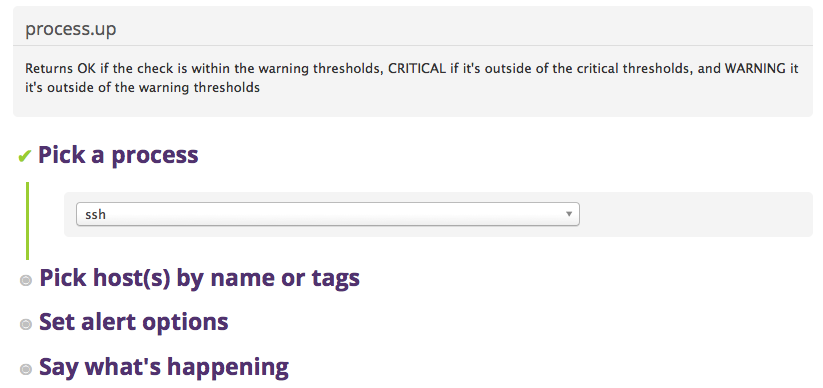 process.up
Returns OK if the check is within the warning thresholds, CRITICAL if it's outside of the critical thresholds, and WARNING it
it's outside of the warning thresholds
Pick a process
ssh
Pick host(s) by name or tags
Set alert options
Say what's happening